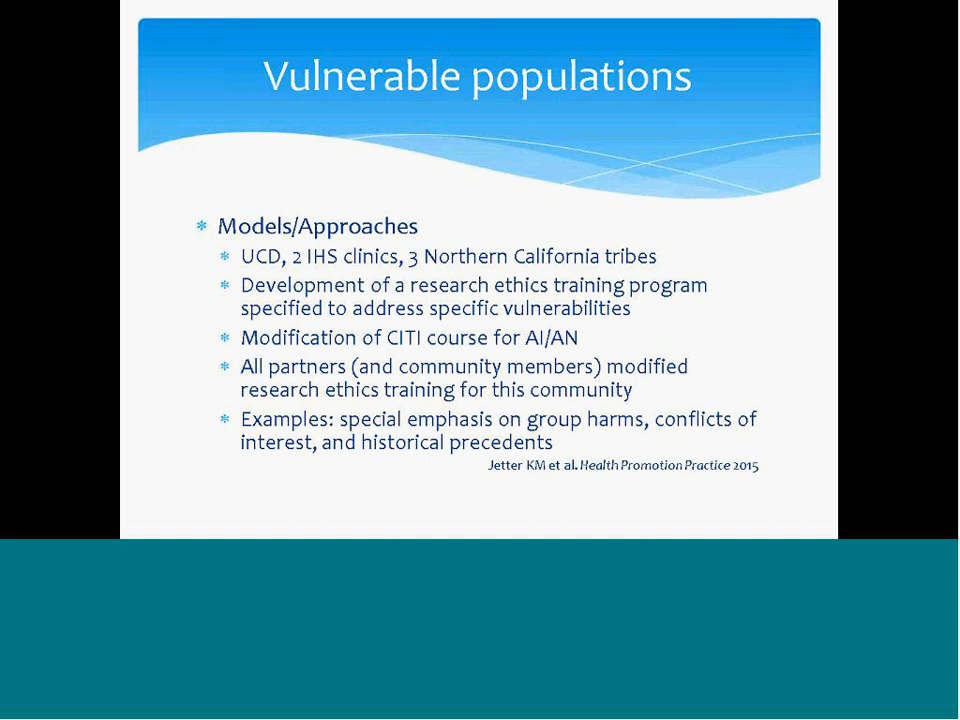 Vulnerable populations
* Models/Approaches
* UCD, 2 IHS clinics, 3 Northern California tribes
* Development of a research ethics training program
specified to address specific vulnerabilities
* Modification of CITI course for AI/AN
* All partners (and community members) modified
research ethics training for this community
* Examples: special emphasis on group harms, conflicts of
interest, and historical precedents
Jetter KM et al. Health Promotion Practice 2015